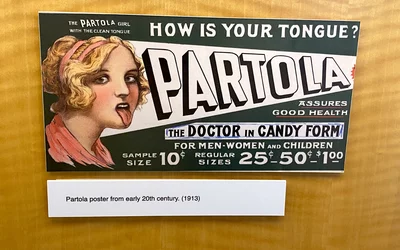 THE PARTOLA GIRL
WITH THE CLEAN TONGUE
HOW IS YOUR TONGUE?
PARTOLA
ASSURES
GOOD HEALTH
THE DOCTOR IN CANDY FORM
FOR MEN-WOMEN AND CHILDREN
SAMPLE SIZE 10¢ REGULAR SIZES 25¢-50¢ $1.00
Partola poster from early 20th century. (1913)